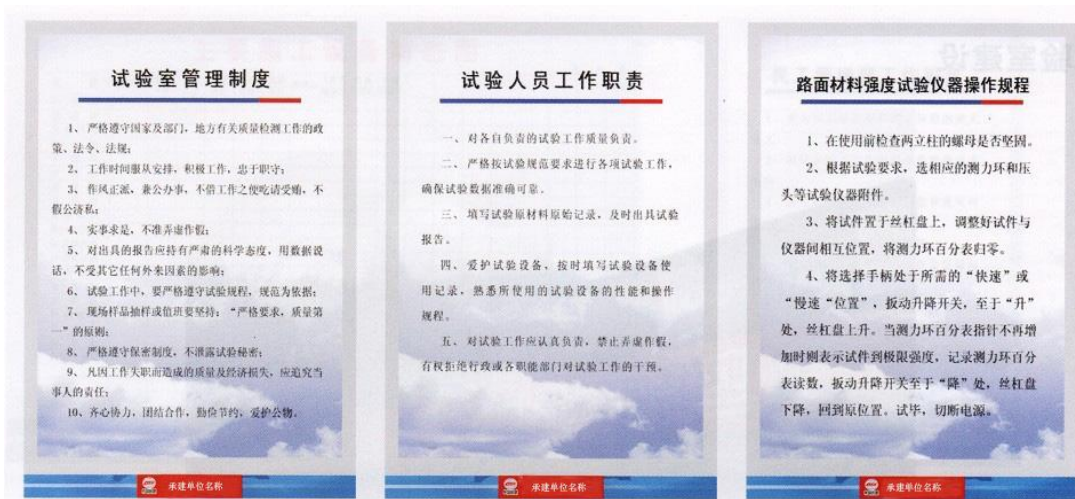 试验室管理制度
1、严格遵守国家及部门，地方有关质量检测工作的政
策、法令、法规;
2、工作时间服从安排，积极工作，忠于职守;
3、作风正派，兼公办事，不借工作之便吃请受贿，不
假公济私;
4、实事求是，不准弄虚作假;
5、对出具的报告应持有严肃的科学态度，用数据说
话，不受其它任何外来因素的影响;
6、试验工作中，要严格遵守试验规程，规范为依据;
7、现场样品抽样或值班要坚持：“严格要求，质量第
一”的原则;
8、严格遵守保密制度，不泄露试验秘密;
9、凡因工作失职而造成的质量及经济损失，应追究当
事人的责任;
10、齐心协力，团结合作，勤俭节约，爱护公物。
承建单位名称
试验人员工作职责
一、对各自负责的试验工作质量负责。
二、严格按试验规范要求进行各项试验工作，
确保试验数据准确可靠。
三、填写试验原材料原始记录，及时出具试验
报告。
四、爱护试验设备、按时填写试验设备使
用记录，熟悉所使用的试验设备的性能和操作
规程。
五、对试验工作应认真负责，禁止弄虚作假，
有权拒绝行政或各职能部门对试验工作的干预。
承建单位名称
路面材料强度试验仪器操作规程
1、在使用前检查两立柱的螺母是否坚固。
2、根据试验要求，选相应的测力环和压
头等试验仪器附件。
3、将试件置于丝杠盘上，调整好试件与
仪器间相互位置，将测力环百分表归零。
4、将选择手柄处于所需的“快速”或
“慢速“位置”，扳动升降开关，至于“升”
处，丝杠盘上升。当测力环百分表指针不再增
加时则表示试件到极限强度，记录测力环百分
表读数，扳动升降开关至于“降”处，丝杠盘
下降，回到原位置。试毕，切断电源。
承建单位名称